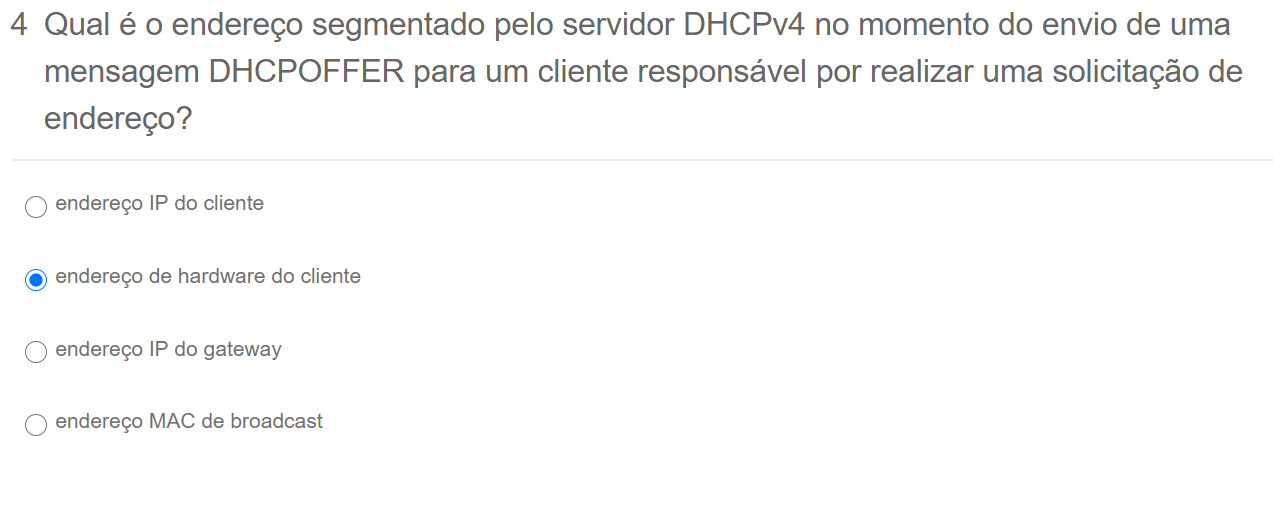 4 Qual é o endereço segmentado pelo servidor DHCPv4 no momento do envio de uma
mensagem DHCPOFFER para um cliente responsável por realizar uma solicitação de
endereço?
endereço IP do cliente
endereço de hardware do cliente
endereço IP do gateway
endereço MAC de broadcast